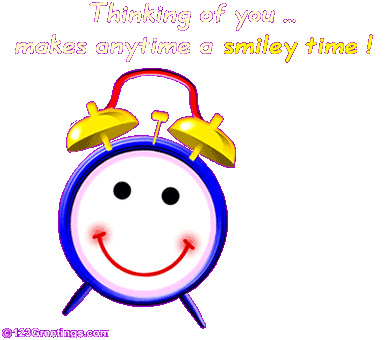 Thinking of you ...
makes anytime a smiley time !
©123Greetings.com